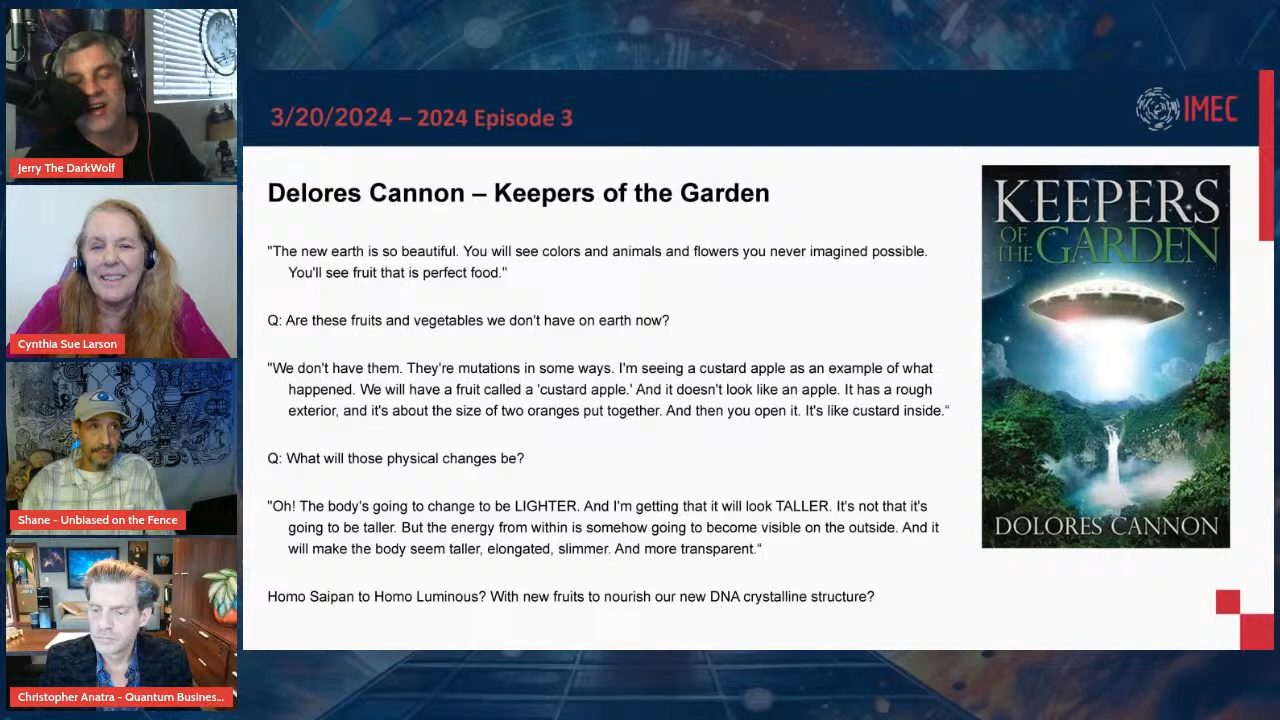 Jerry The DarkWolf
Cynthia Sue Larson
Shane - Unbiased on the Fence
Christopher Anatra - Quantum Busines...
3/20/2024 – 2024 Episode 3
IMEC
Delores Cannon – Keepers of the Garden
"The new earth is so beautiful. You will see colors and animals and flowers you never imagined possible.
You'll see fruit that is perfect food."
Q: Are these fruits and vegetables we don't have on earth now?
"We don't have them. They're mutations in some ways. I'm seeing a custard apple as an example of what
happened. We will have a fruit called a 'custard apple.' And it doesn't look like an apple. It has a rough
exterior, and it's about the size of two oranges put together. And then you open it. It's like custard inside.“
Q: What will those physical changes be?
"Oh! The body's going to change to be LIGHTER. And I'm getting that it will look TALLER. It's not that it's
going to be taller. But the energy from within is somehow going to become visible on the outside. And it
will make the body seem taller, elongated, slimmer. And more transparent.“
Homo Saipan to Homo Luminous? With new fruits to nourish our new DNA crystalline structure?
KEEPERS
OF THE GARDEN
DOLORES CANNON